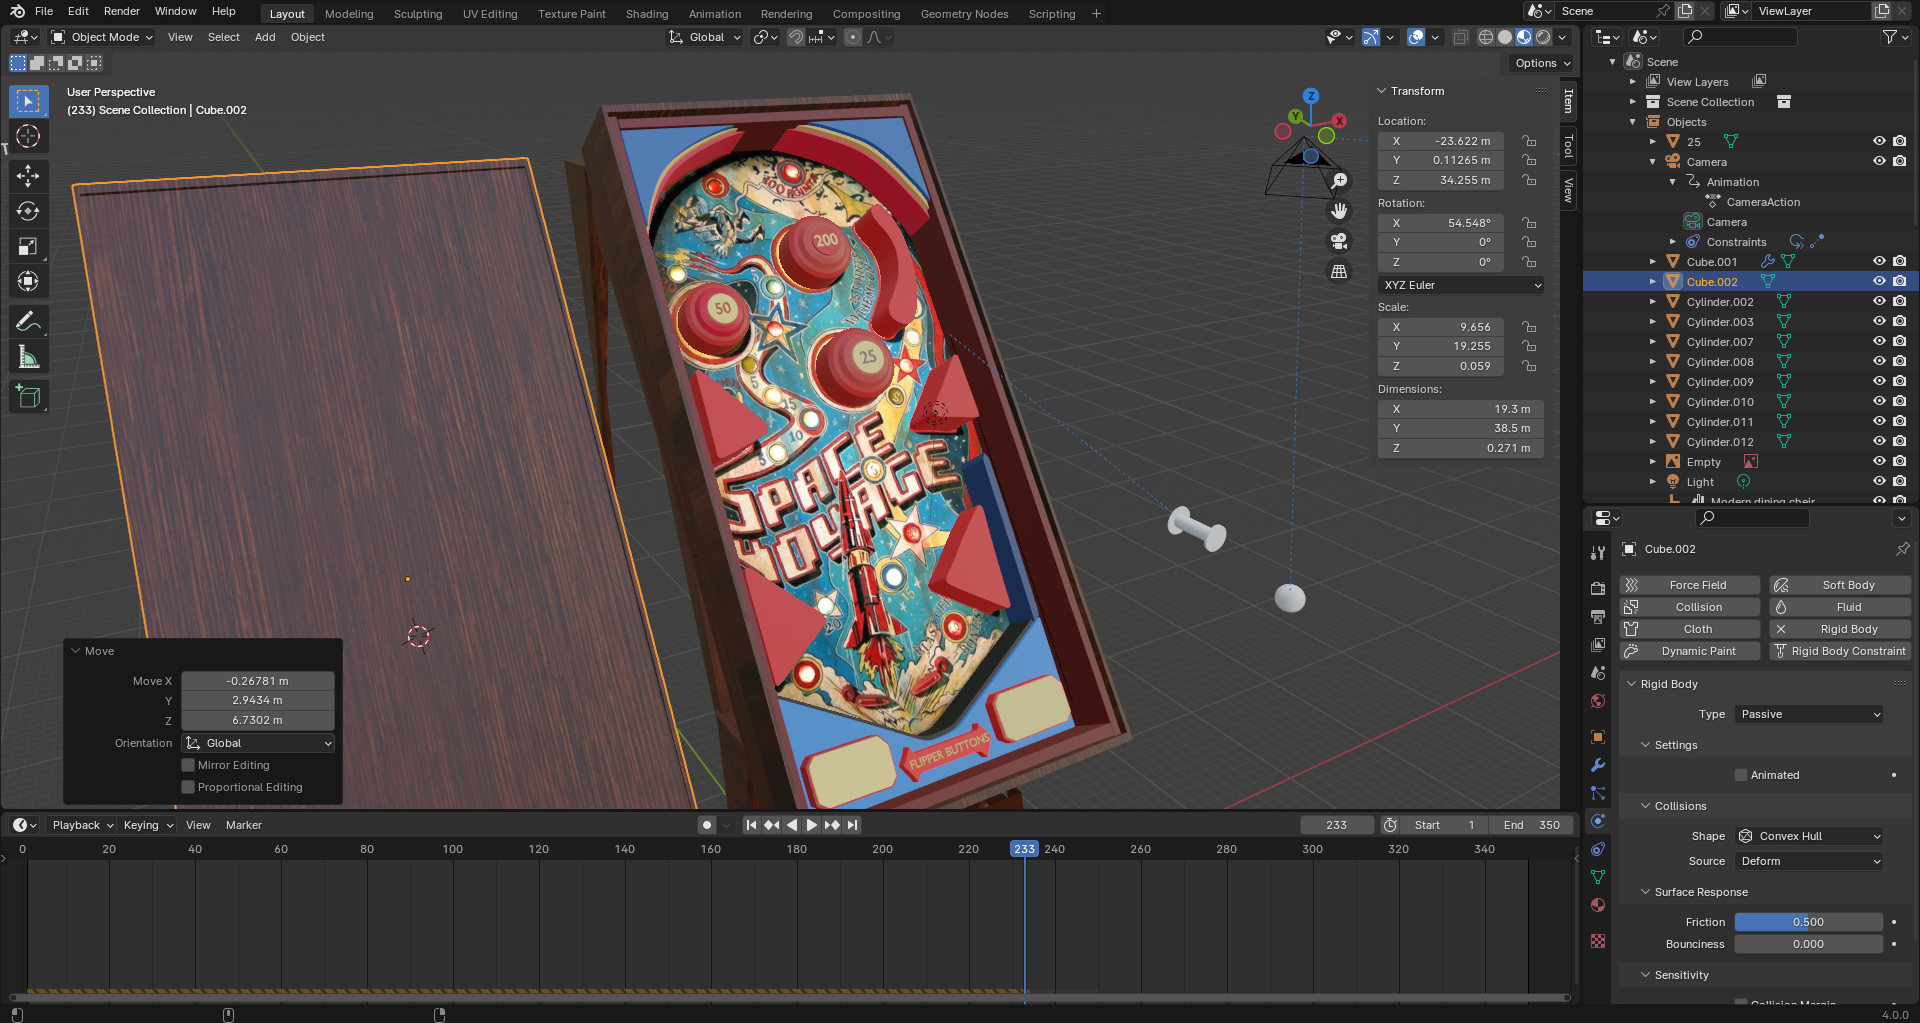 File Edit Render Window Help Layout Modeling Sculpting UV Editing Texture Paint Shading Animation Rendering Compositing Geometry Nodes Scripting + Scene ViewLayer
Object Mode View Select Add Object Global
Options
User Perspective
(233) Scene Collection | Cube.002
Transform
Location:
X -23.622 m
Y 0.11265 m
Z 34.255 m
Rotation:
X 54.548°
Y 0°
Z 0°
XYZ Euler
Scale:
X 9.656
Y 19.255
Z 0.059
Dimensions:
X 19.3 m
Y 38.5 m
Z 0.271 m
Item
Tool
View
Z
Y
X
200
50
25
5
15
10
5
SPACE
VOYAGE
15
20
FLIPPER BUTTONS
Move
Move X -0.26781 m
Y 2.9434 m
Z 6.7302 m
Orientation Global
Mirror Editing
Proportional Editing
Scene
View Layers
Scene Collection
Objects
25
Camera
Animation
CameraAction
Camera
Constraints
Cube.001
Cube.002
Cylinder.002
Cylinder.003
Cylinder.007
Cylinder.008
Cylinder.009
Cylinder.010
Cylinder.011
Cylinder.012
Empty
Light
Modern dining chair
Cube.002
Force Field Soft Body
Collision Fluid
Cloth Rigid Body
Dynamic Paint Rigid Body Constraint
Rigid Body
Type Passive
Settings
Animated
Collisions
Shape Convex Hull
Source Deform
Surface Response
Friction 0.500
Bounciness 0.000
Sensitivity
Collision Margin
Playback Keying View Marker 233 Start 1 End 350
0 20 40 60 80 100 120 140 160 180 200 220 233 240 260 280 300 320 340
4.0.0